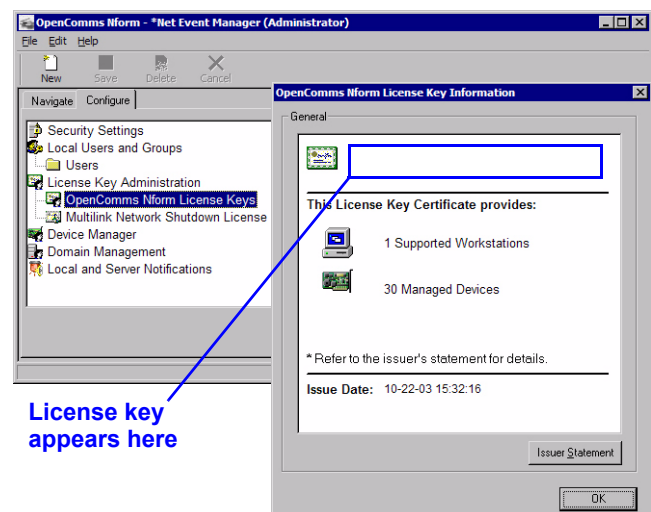 OpenComms Nform - *Net Event Manager (Administrator)
File Edit Help
New Save Delete Cancel
Navigate Configure
Security Settings
Local Users and Groups
Users
License Key Administration
OpenComms Nform License Keys
Multilink Network Shutdown License
Device Manager
Domain Management
Local and Server Notifications
License key
appears here
OpenComms Nform License Key Information
General
This License Key Certificate provides:
1 Supported Workstations
30 Managed Devices
* Refer to the issuer's statement for details.
Issue Date: 10-22-03 15:32:16
Issuer Statement
OK